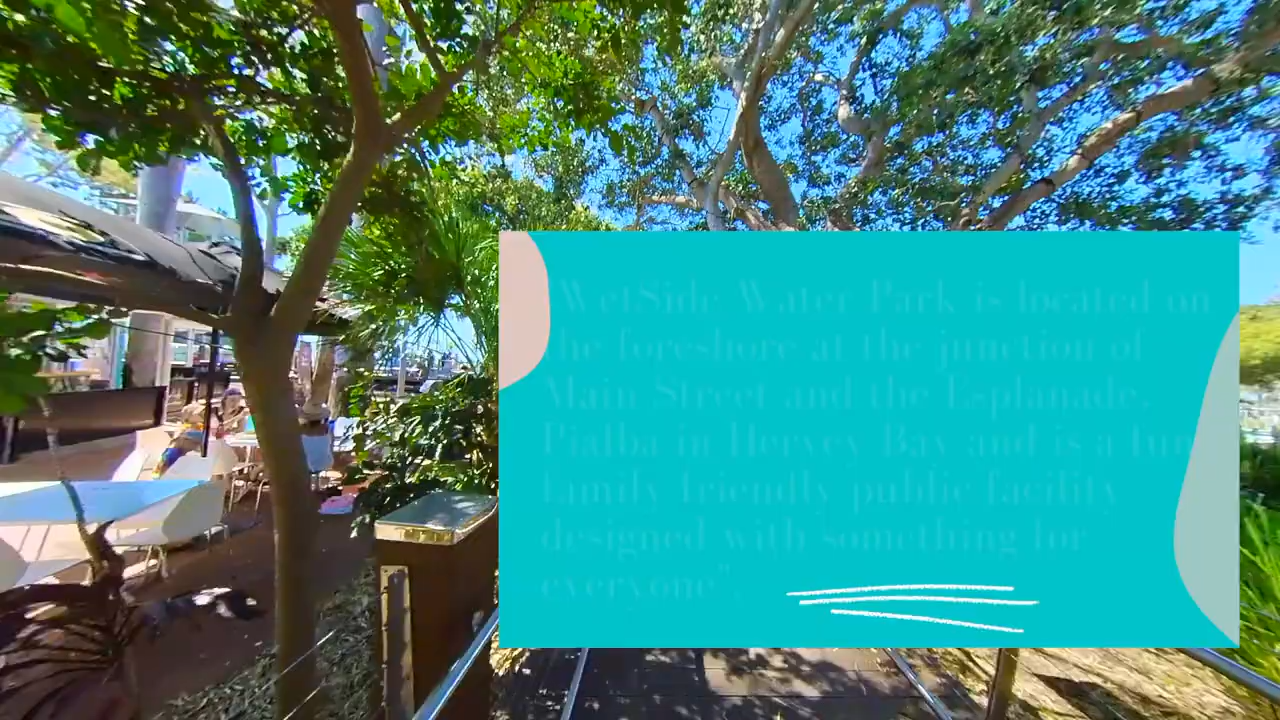 "WetSide Water Park is located on
the foreshore at the junction of
Main Street and the Esplanade,
Pialba in Hervey Bay and is a fun
family friendly public facility
designed with something for
everyone".